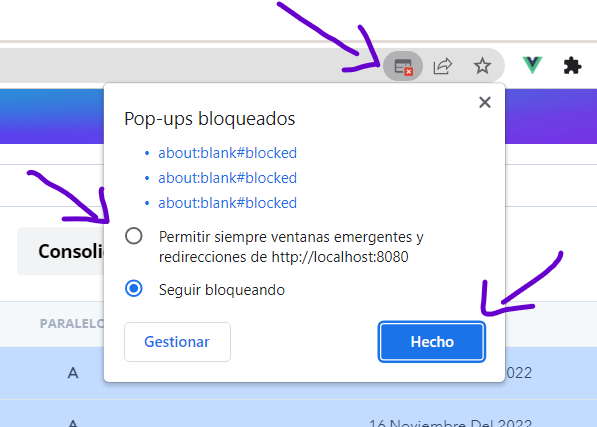 Pop-ups bloqueados
about:blank#blocked
about:blank#blocked
about:blank#blocked
Permitir siempre ventanas emergentes y
redirecciones de http://localhost:8080
Consoli
Seguir bloqueando
PARALELO
Gestionar
Hecho
A
2022
A
16 Noviembre Del 2022